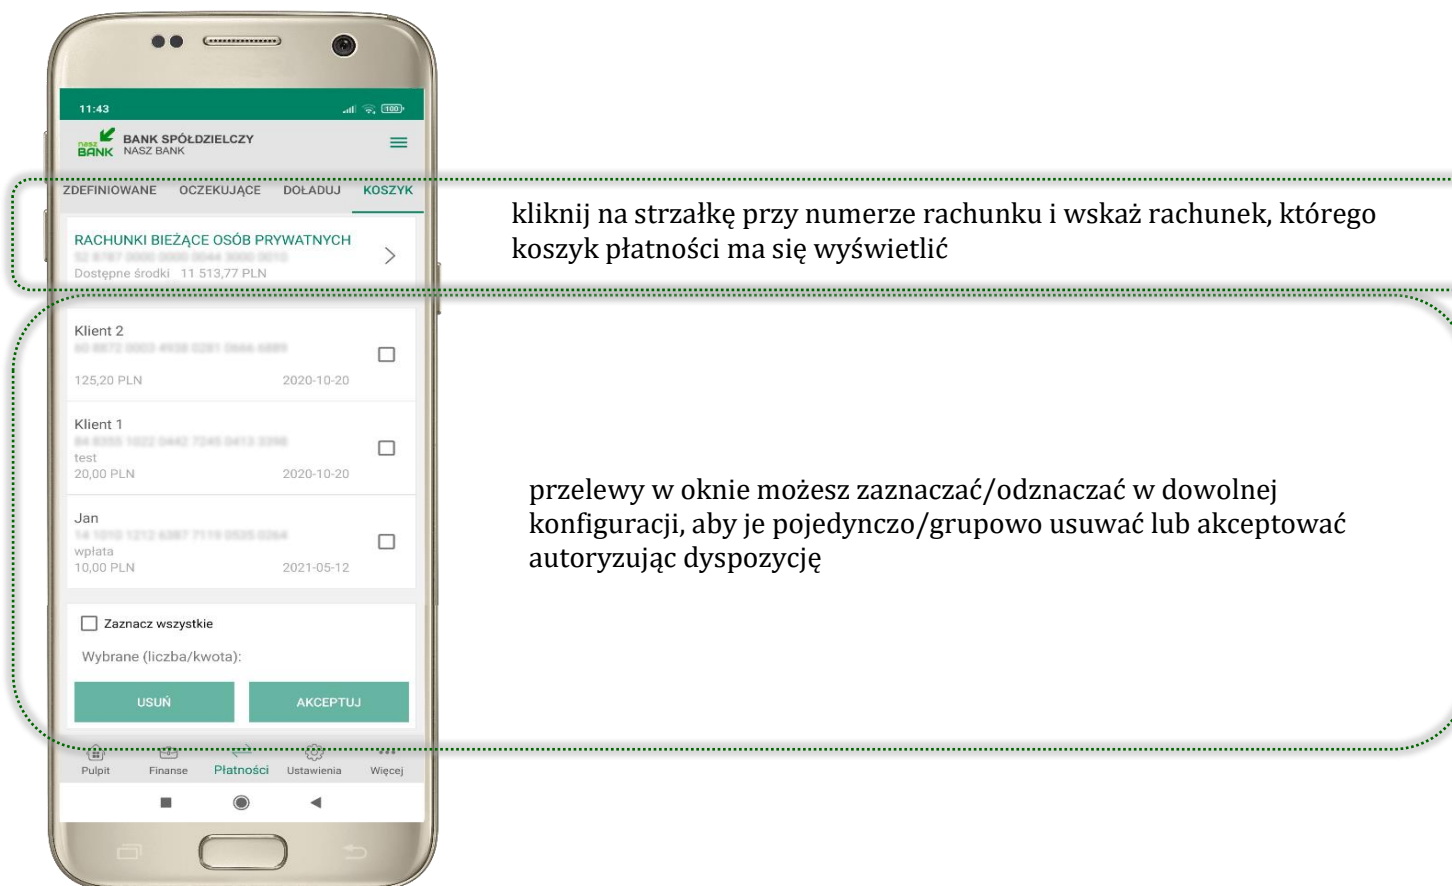 11:43
100
nasz
BANK
BANK SPÓŁDZIELCZY
NASZ BANK
ZDEFINIOWANE OCZEKUJĄCE DOŁADUJ KOSZYK
RACHUNKI BIEŻĄCE OSÓB PRYWATNYCH
Dostępne środki 11 513,77 PLN
kliknij na strzałkę przy numerze rachunku i wskaż rachunek, którego
koszyk płatności ma się wyświetlić
Klient 2
125,20 PLN 2020-10-20
Klient 1
test
20,00 PLN 2020-10-20
Jan
wpłata
10,00 PLN 2021-05-12
przelewy w oknie możesz zaznaczać/odznaczać w dowolnej
konfiguracji, aby je pojedynczo/grupowo usuwać lub akceptować
autoryzując dyspozycję
Zaznacz wszystkie
Wybrane (liczba/kwota):
USUŃ AKCEPTUJ
Pulpit Finanse Płatności Ustawienia Więcej